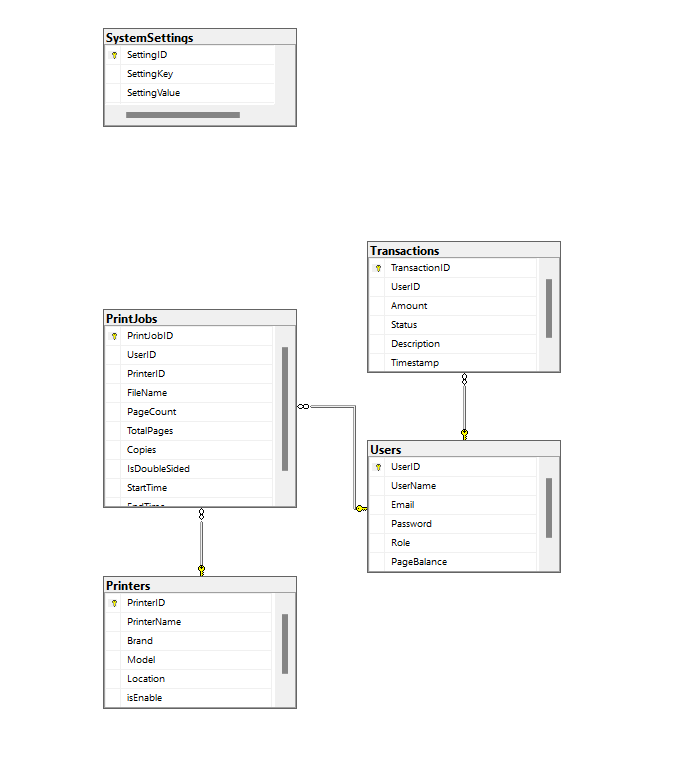 SystemSettings
SettingID
SettingKey
SettingValue
Transactions
TransactionID
UserID
Amount
Status
Description
Timestamp
PrintJobs
PrintJobID
UserID
PrinterID
FileName
PageCount
TotalPages
Copies
IsDoubleSided
StartTime
EndTime
Users
UserID
UserName
Email
Password
Role
PageBalance
Printers
PrinterID
PrinterName
Brand
Model
Location
isEnable